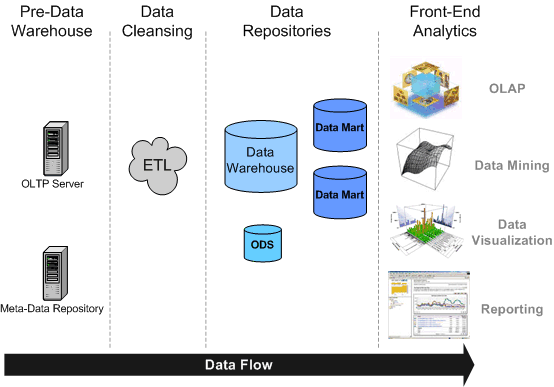 Pre-Data
Warehouse
Data
Cleansing
Data
Repositories
Front-End
Analytics
OLTP Server
Meta-Data Repository
ETL
Data
Warehouse
Data Mart
Data Mart
ODS
OLAP
Data Mining
Data
Visualization
Reporting
Data Flow